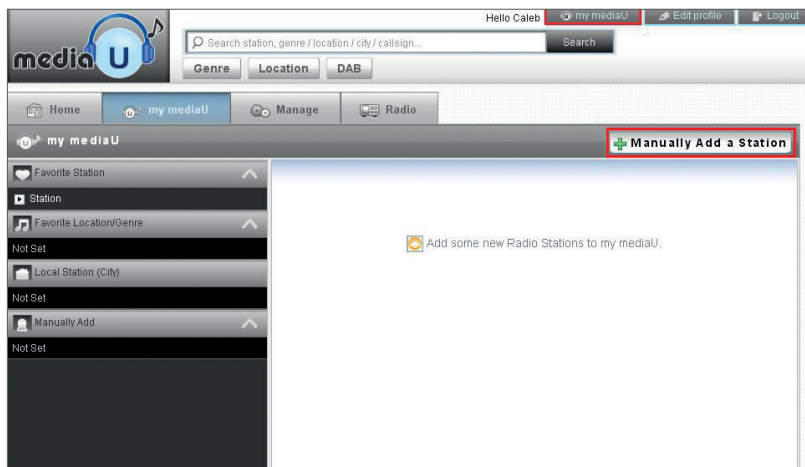 Hello Caleb my mediaU Edit profile Logout
media U
Search station, genre / location / city / callsign... Search
Genre Location DAB
Home my mediaU Manage Radio
my mediaU Manually Add a Station
Favorite Station
Station
Favorite Location/Genre
Not Set
Add some new Radio Stations to my mediaU.
Local Station (City)
Not Set
Manually Add
Not Set